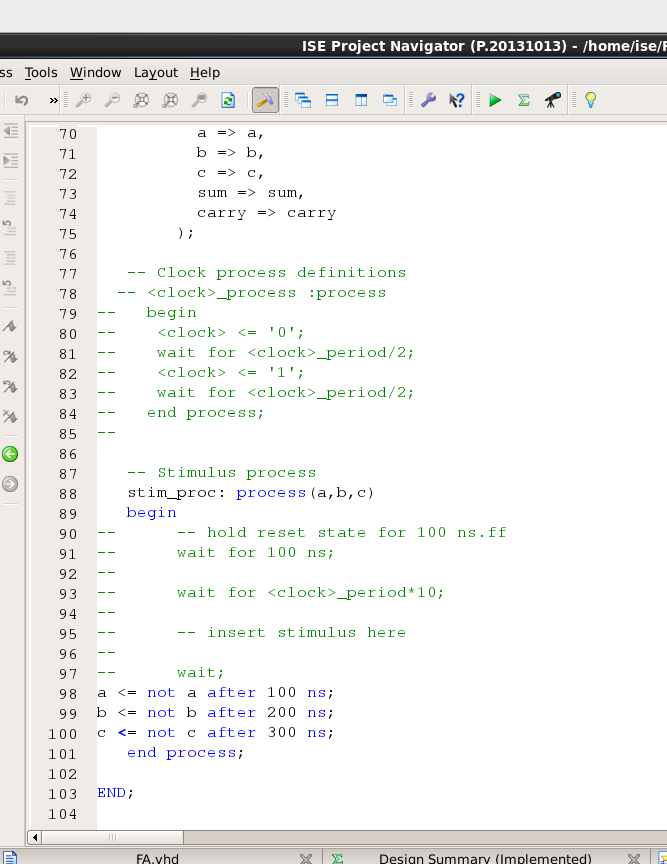 ISE Project Navigator (P.20131013) - /home/ise/F
ss Tools Window Layout Help
»
70 a => a,
71 b => b,
72 c => c,
73 sum => sum,
74 carry => carry
75 );
76
77 -- Clock process definitions
78 -- <clock>_process :process
79 -- begin
80 -- <clock> <= '0';
81 -- wait for <clock>_period/2;
82 -- <clock> <= '1';
83 -- wait for <clock>_period/2;
84 -- end process;
85 --
86
87 -- Stimulus process
88 stim_proc: process(a,b,c)
89 begin
90 -- -- hold reset state for 100 ns.ff
91 -- wait for 100 ns;
92 --
93 -- wait for <clock>_period*10;
94 --
95 -- -- insert stimulus here
96 --
97 -- wait;
98 a <= not a after 100 ns;
99 b <= not b after 200 ns;
100 c <= not c after 300 ns;
101 end process;
102
103 END;
104
FA.vhd Design Summary (Implemented)